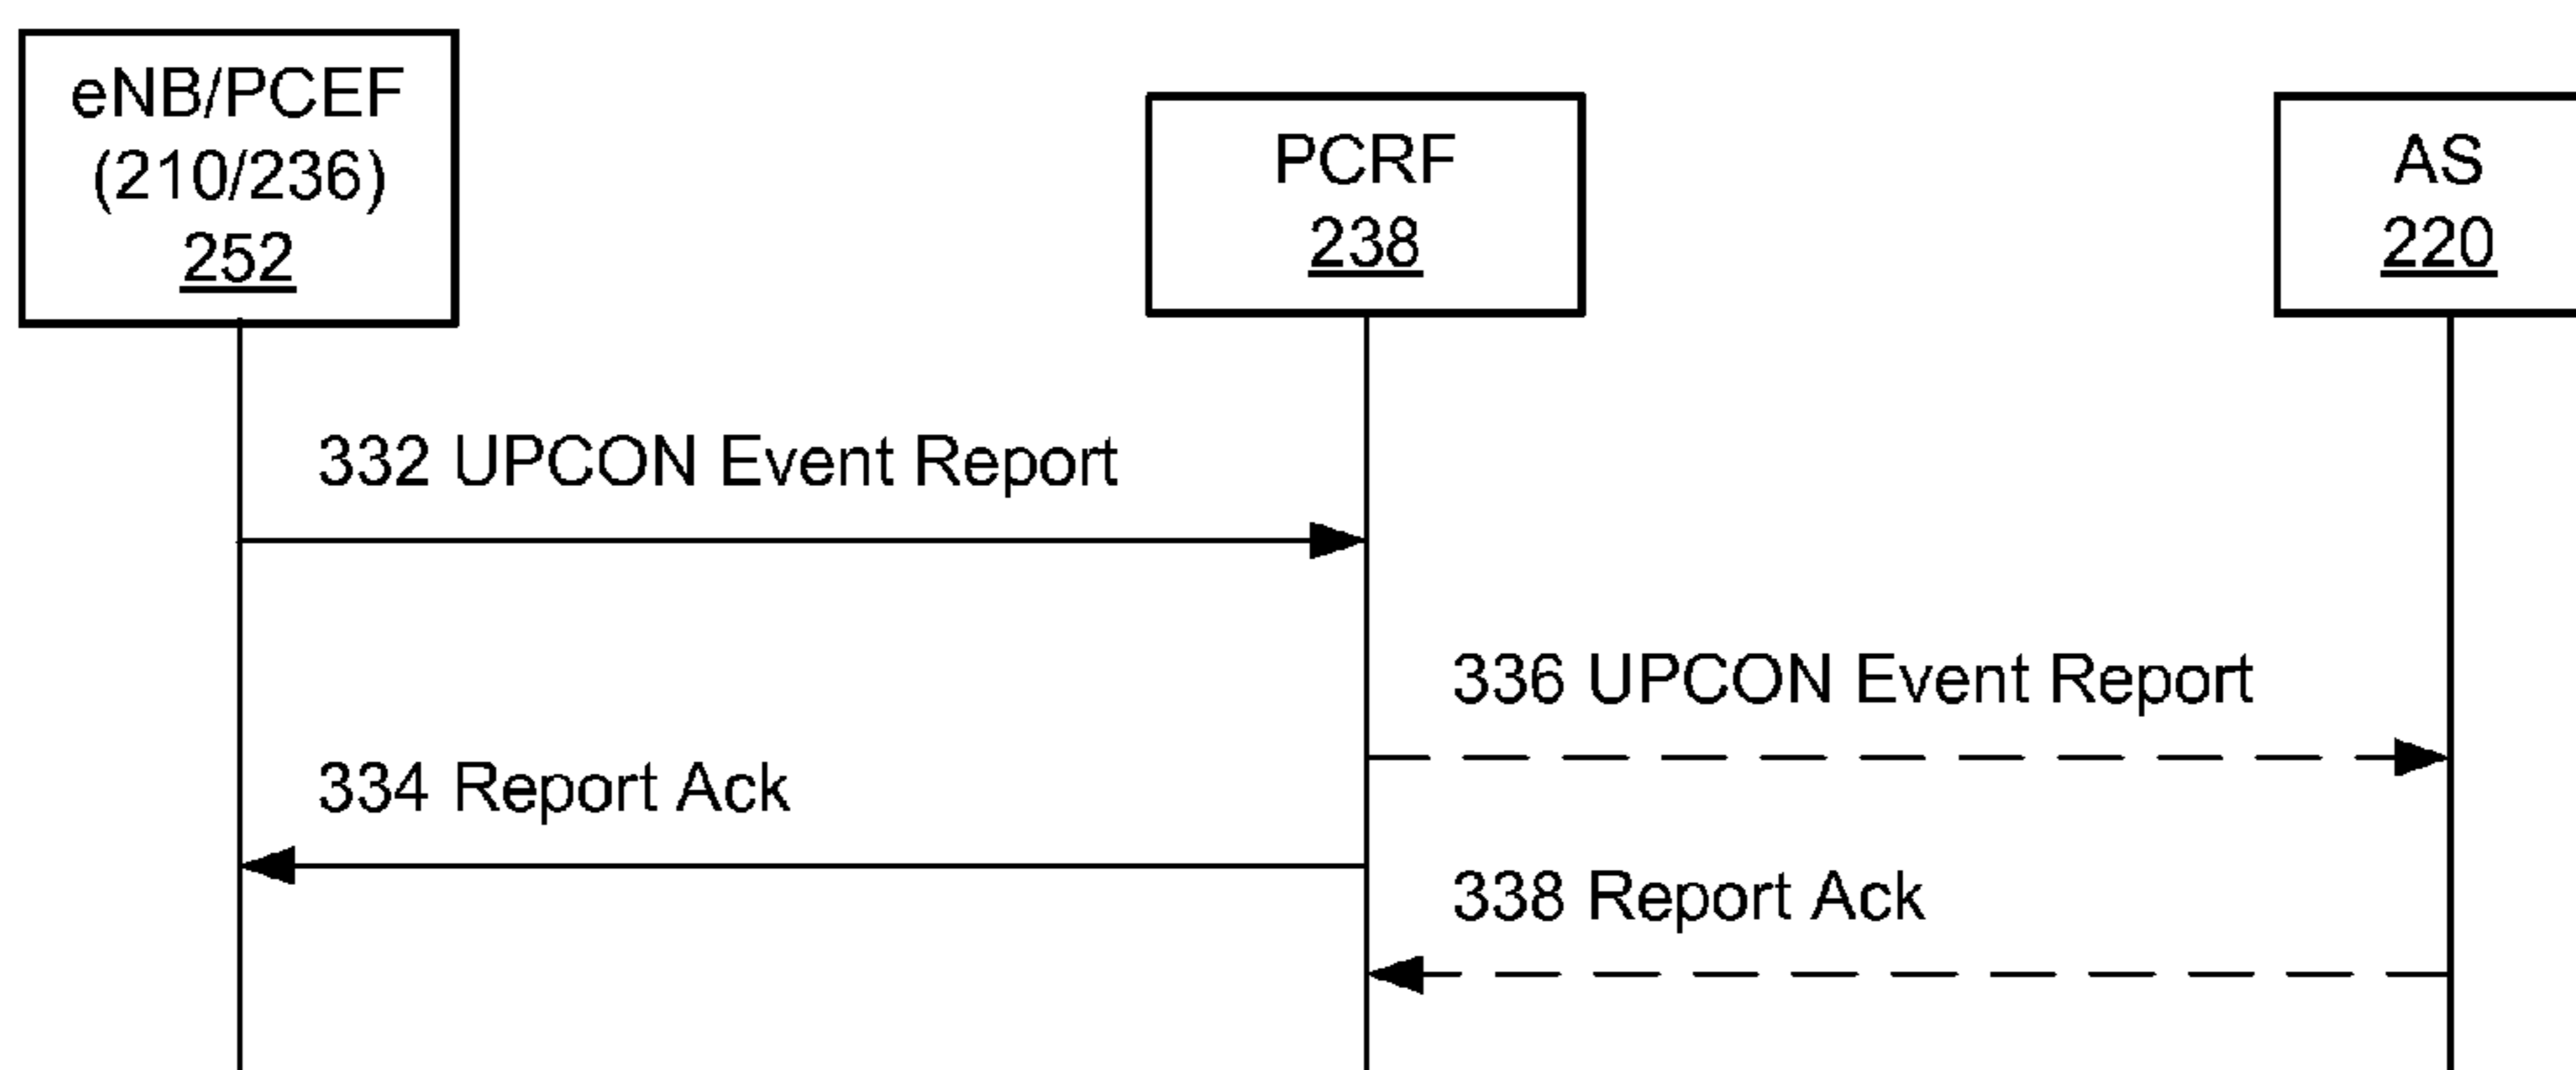 eNB/PCEF
(210/236)
252
PCRF
238
AS
220
332 UPCON Event Report
336 UPCON Event Report
334 Report Ack
338 Report Ack